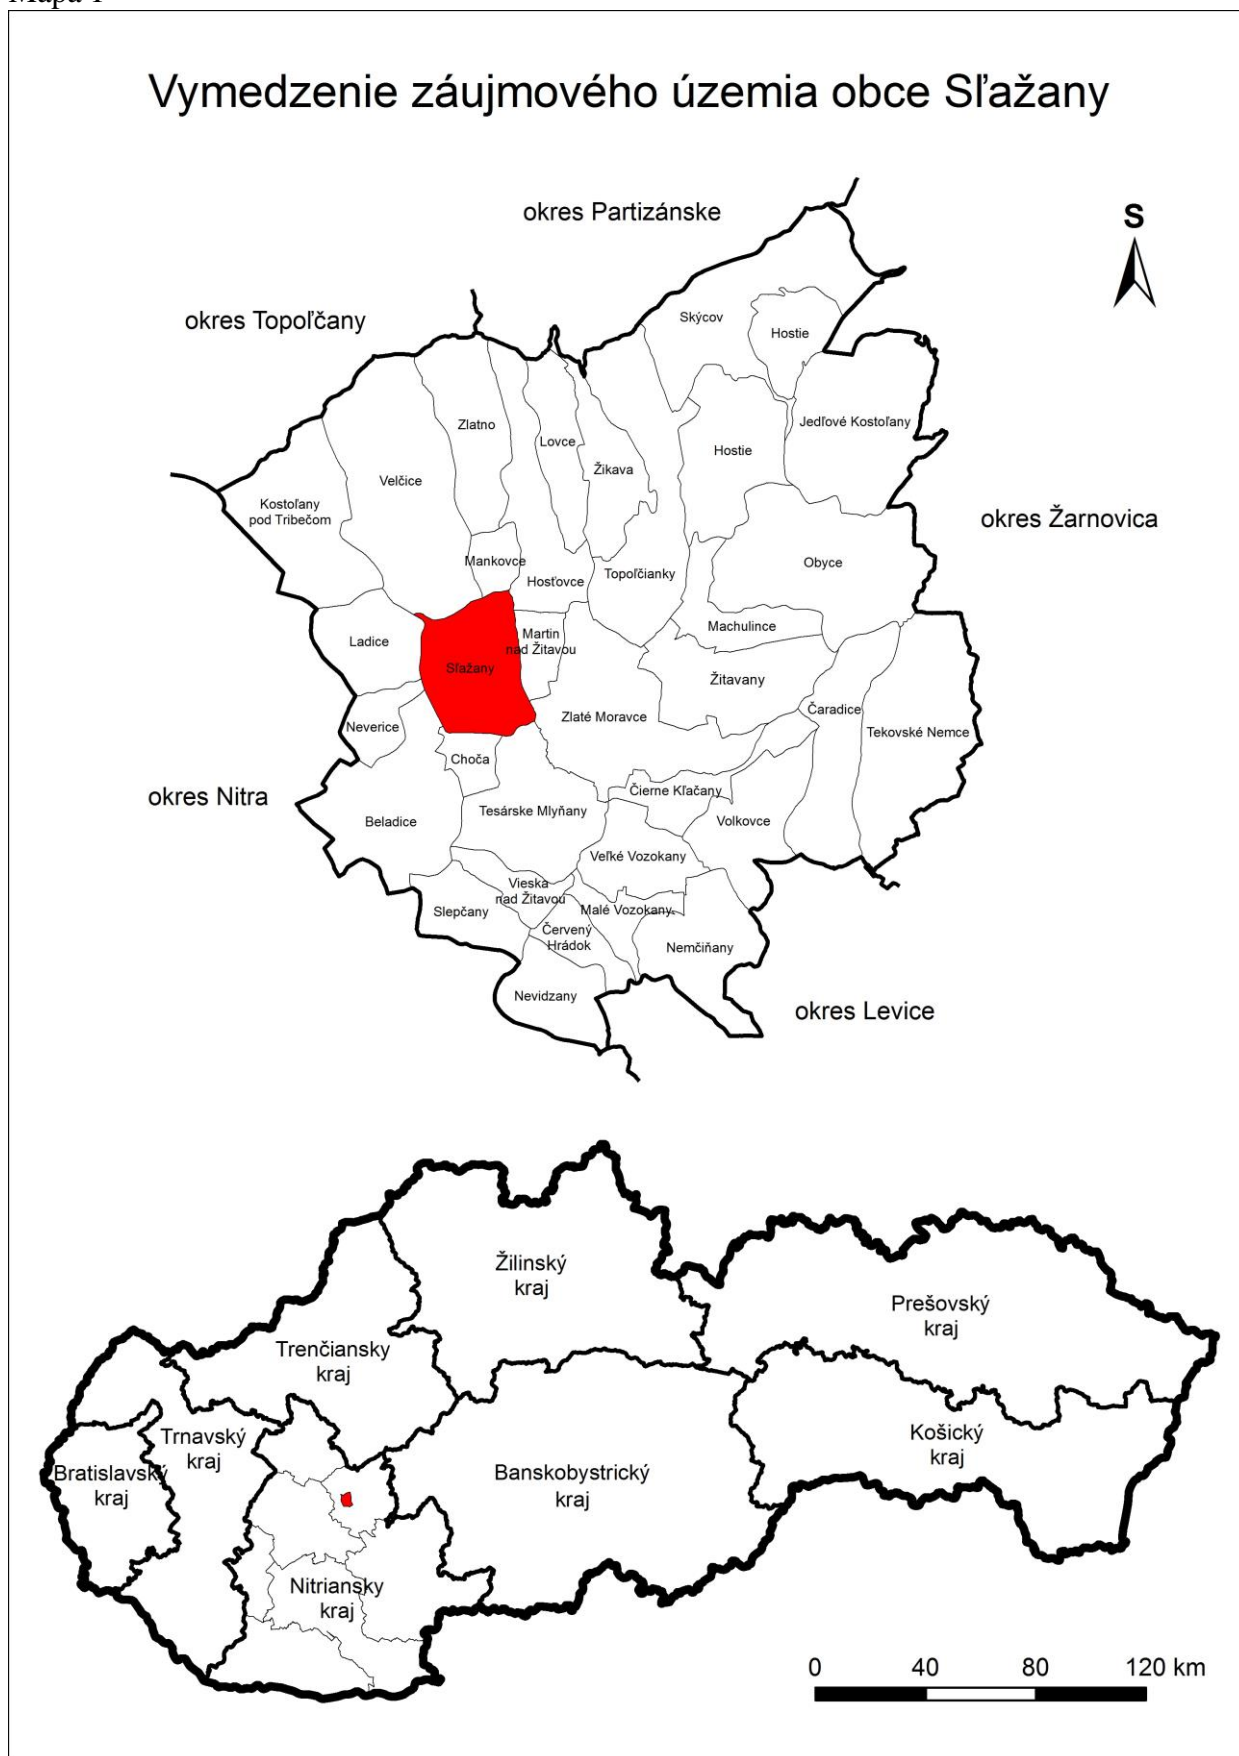 Mapa 1
Vymedzenie záujmového územia obce Sľažany
okres Partizánske
S
okres Topoľčany
Skýcov
Hostie
Jedľové Kostoľany
Zlatno
Lovce
Hostie
Žikava
Velčice
Kostoľany
pod Tribečom
okres Žarnovica
Mankovce
Hosťovce
Topoľčianky
Obyce
Ladice
Martin
nad Žitavou
Machulince
Sľažany
Žitavany
Neverice
Zlaté Moravce
Čaradice
Tekovské Nemce
Choča
okres Nitra
Čierne Kľačany
Beladice
Tesárske Mlyňany
Volkovce
Veľké Vozokany
Vieska
nad Žitavou
Slepčany
Malé Vozokany
Červený
Hrádok
Nemčiňany
Nevidzany
okres Levice
Žilinský
kraj
Prešovský
kraj
Trenčiansky
kraj
Trnavský
kraj
Košický
kraj
Bratislavský
kraj
Banskobystrický
kraj
Nitriansky
kraj
0 40 80 120 km